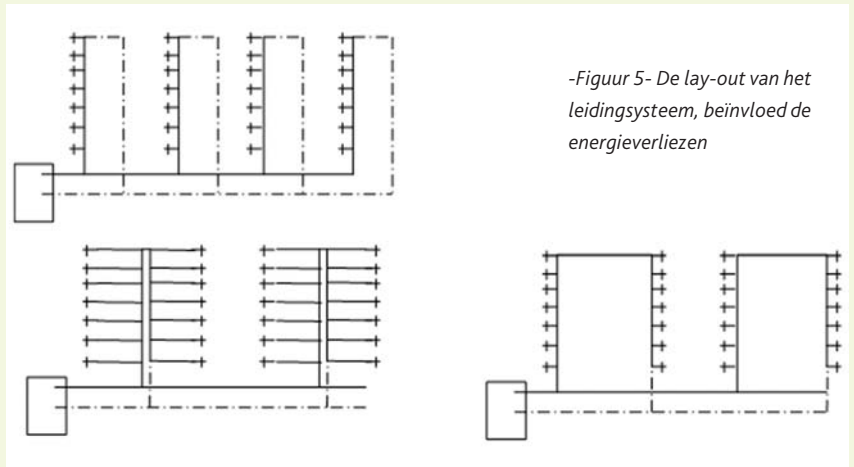 -Figuur 5- De lay-out van het
leidingsysteem, beïnvloed de
energieverliezen